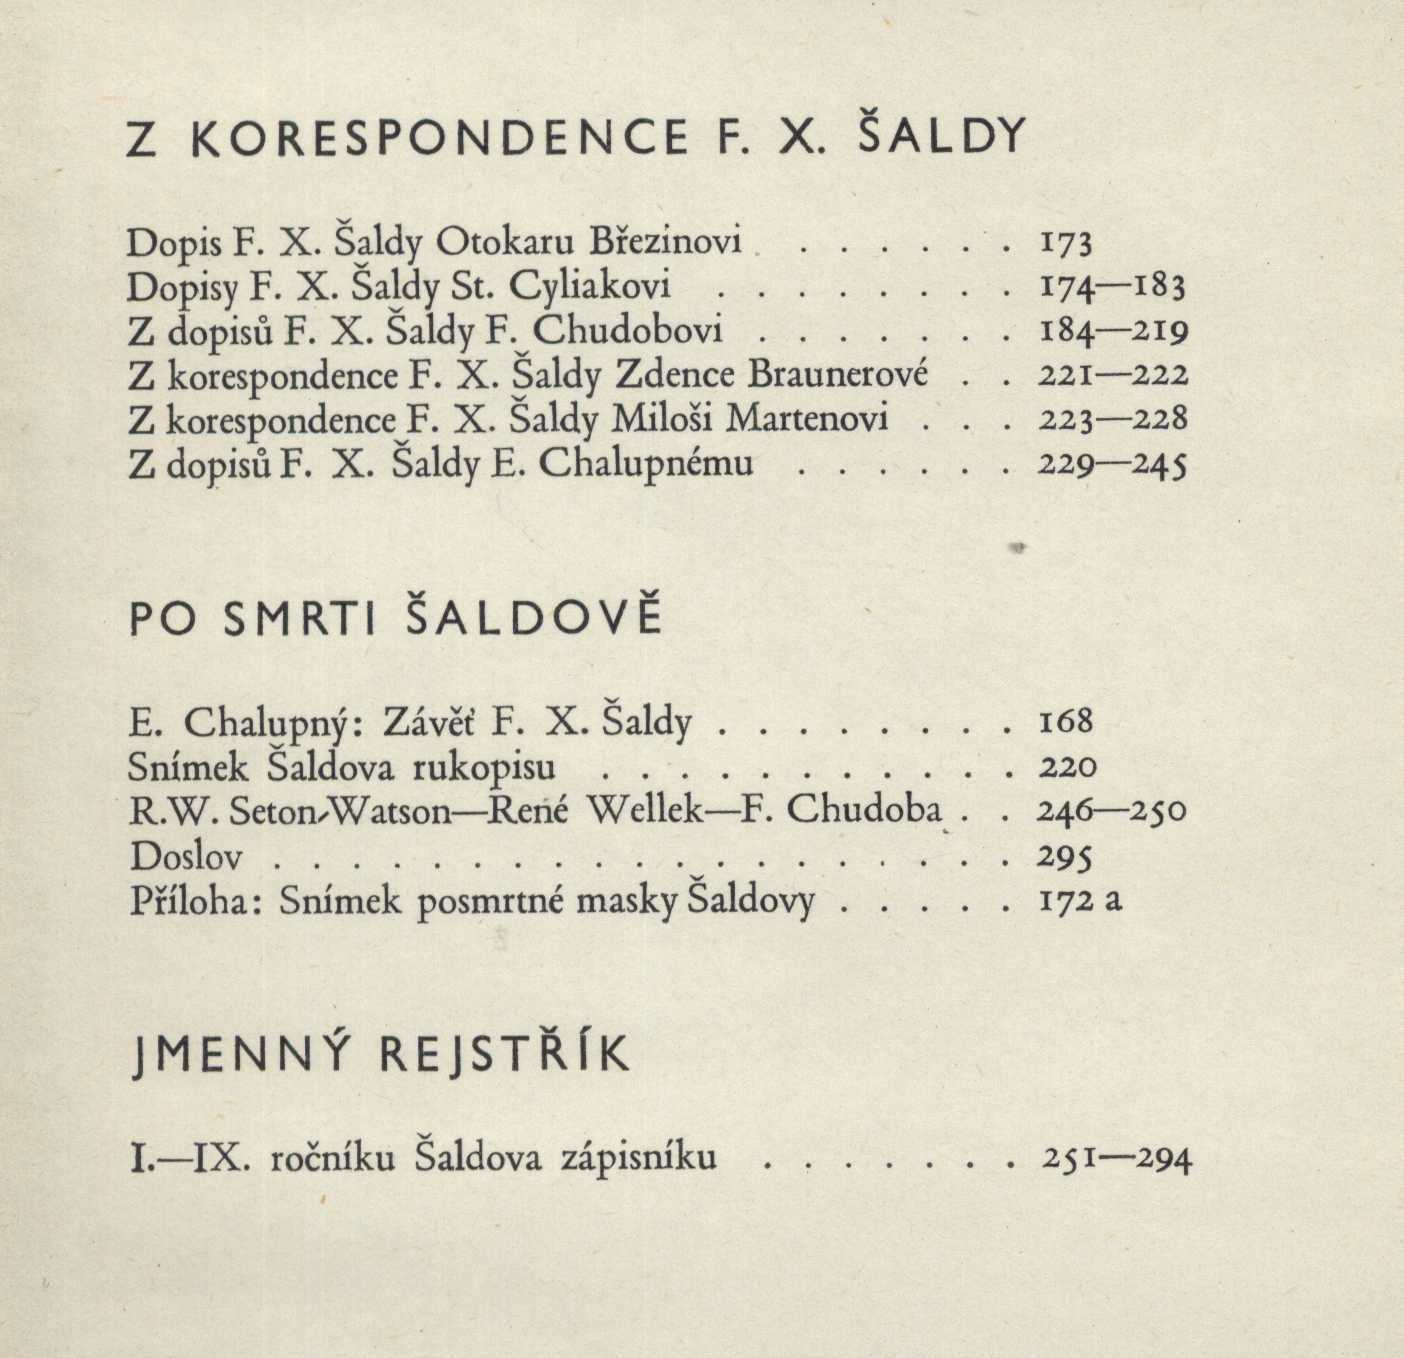 Z KORESPONDENCE F. X. ŠALDY
Dopis F. X. Šaldy Otokaru Březinovi . . . . . . . 173
Dopisy F. X. Šaldy St. Cyliakovi . . . . . . . . 174—183
Z dopisů F. X. Šaldy F. Chudobovi . . . . . . . 184—219
Z korespondence F. X. Šaldy Zdence Braunerové . . 221—222
Z korespondence F. X. Šaldy Miloši Martenovi . . . 223—228
Z dopisů F. X. Šaldy E. Chalupnému . . . . . . 229—245
PO SMRTI ŠALDOVĚ
E. Chalupný: Závěť F. X. Šaldy . . . . . . . . 168
Snímek Šaldova rukopisu . . . . . . . . . . . 220
R.W. Seton-Watson—René Wellek—F. Chudoba . . 246—250
Doslov . . . . . . . . . . . . . . . . . . . 295
Příloha: Snímek posmrtné masky Šaldovy . . . . . 172 a
JMENNÝ REJSTŘÍK
I.—IX. ročníku Šaldova zápisníku . . . . . . . 251—294